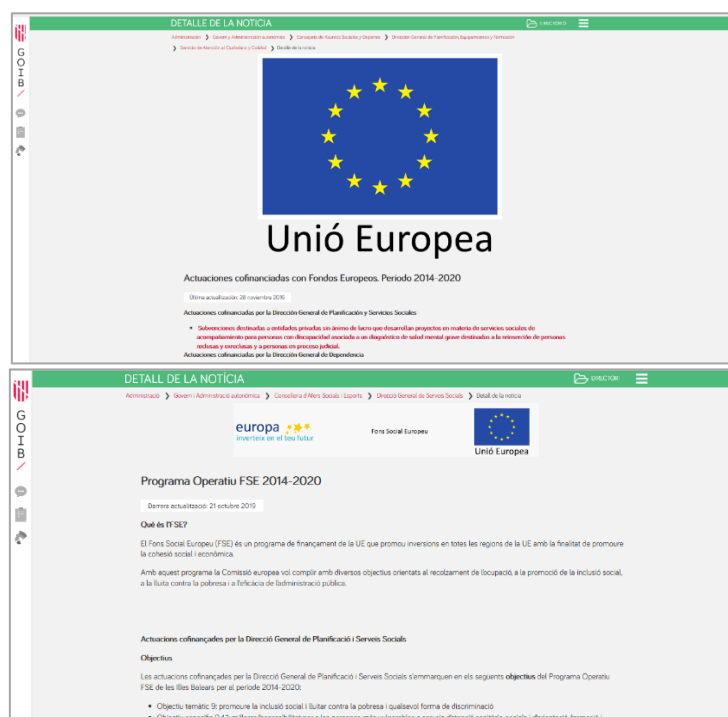 DETALLE DE LA NOTICIA
DIRECTORIO
Administración ❯ Govern y Administración autonómica ❯ Consejería de Asuntos Sociales y Deportes ❯ Dirección General de Planificación, Equipamientos y Formación
❯ Servicio de Atención al Ciudadano y Calidad ❯ Detalle de la noticia
GOIB
Unió Europea
Actuaciones cofinanciadas con Fondos Europeos. Periodo 2014-2020
Última actualización: 28 noviembre 2016
Actuaciones cofinanciadas por la Dirección General de Planificación y Servicios Sociales
• Subvenciones destinadas a entidades privadas sin ánimo de lucro que desarrollan proyectos en materia de servicios sociales de
acompañamiento para personas con discapacidad asociada a un diagnóstico de salud mental grave destinadas a la reinserción de personas
reclusas y exreclusas y a personas en proceso judicial.
Actuaciones cofinanciadas por la Dirección General de Dependencia
DETALL DE LA NOTÍCIA
DIRECTORI
Administració ❯ Govern i Administració autonòmica ❯ Conselleria d'Afers Socials i Esports ❯ Direcció General de Serveis Socials ❯ Detall de la notícia
GOIB
europa
inverteix en el teu futur
Fons Social Europeu
Unió Europea
Programa Operatiu FSE 2014-2020
Darrera actualització: 21 octubre 2019
Qué és l'FSE?
El Fons Social Europeu (FSE) és un programa de finançament de la UE que promou inversions en totes les regions de la UE amb la finalitat de promoure
la cohesió social i econòmica.
Amb aquest programa la Comissió europea vol complir amb diversos objectius orientats al recolzament de l'ocupació, a la promoció de la inclusió social,
a la lluita contra la pobresa i a l'eficàcia de l'administració pública.
Actuacions cofinançades per la Direcció General de Planificació i Serveis Socials
Objectius
Les actuacions cofinançades per la Direcció General de Planificació i Serveis Socials s'emmarquen en els següents objectius del Programa Operatiu
FSE de les Illes Balears per al període 2014-2020:
• Objectiu temàtic 9: promoure la inclusió social i lluitar contra la pobresa i qualsevol forma de discriminació